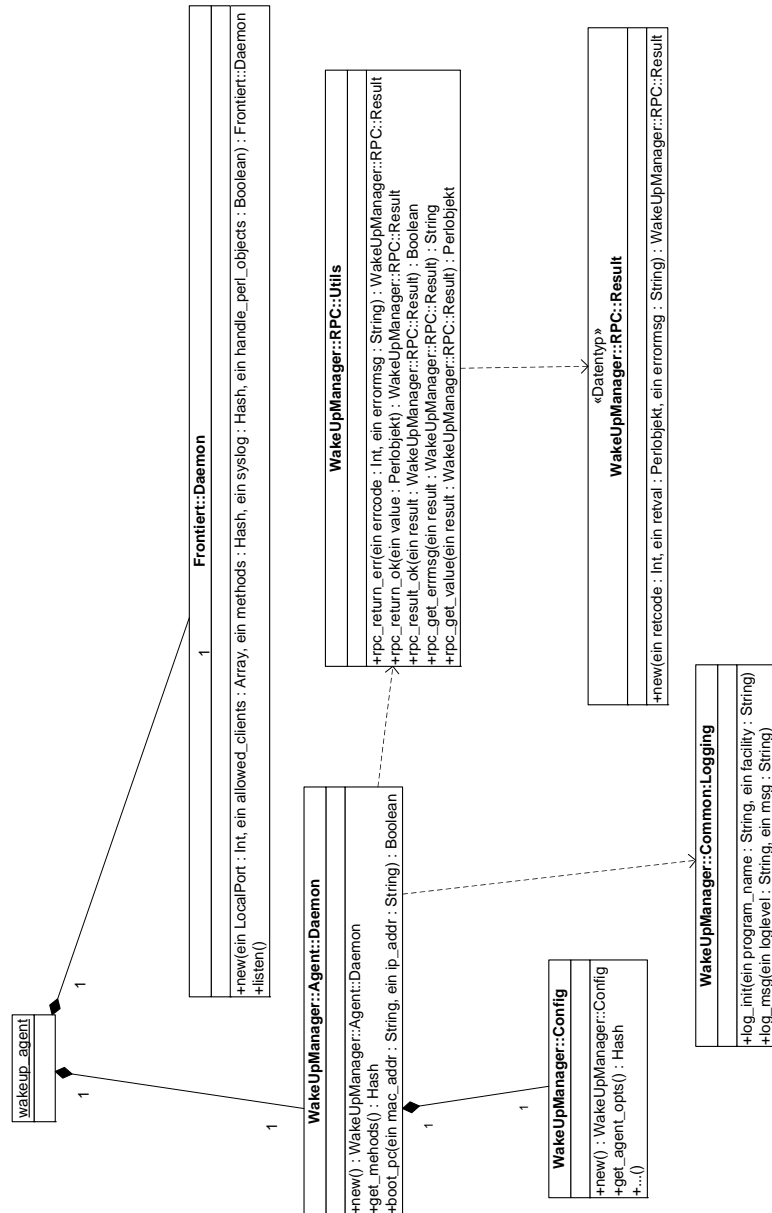 wakeup_agent
1
1
1
1
Frontiert::Daemon
+new(ein LocalPort : Int, ein allowed_clients : Array, ein methods : Hash, ein syslog : Hash, ein handle_perl_objects : Boolean) : Frontiert::Daemon
+listen()
WakeUpManager::Agent::Daemon
+new() : WakeUpManager::Agent::Daemon
+get_mehods() : Hash
+boot_pc(ein mac_addr : String, ein ip_addr : String) : Boolean
WakeUpManager::RPC::Utils
+rpc_return_err(ein errcode : Int, ein errormsg : String) : WakeUpManager::RPC::Result
+rpc_return_ok(ein value : Perlobjekt) : WakeUpManager::RPC::Result
+rpc_result_ok(ein result : WakeUpManager::RPC::Result) : Boolean
+rpc_get_errmsg(ein result : WakeUpManager::RPC::Result) : String
+rpc_get_value(ein result : WakeUpManager::RPC::Result) : Perlobjekt
1
1
WakeUpManager::Config
+new() : WakeUpManager::Config
+get_agent_opts() : Hash
+...()
«Datentyp»
WakeUpManager::RPC::Result
+new(ein retcode : Int, ein retval : Perlobjekt, ein errormsg : String) : WakeUpManager::RPC::Result
WakeUpManager::Common:Logging
+log_init(ein program_name : String, ein facility : String)
+log_msg(ein loglevel : String, ein msg : String)